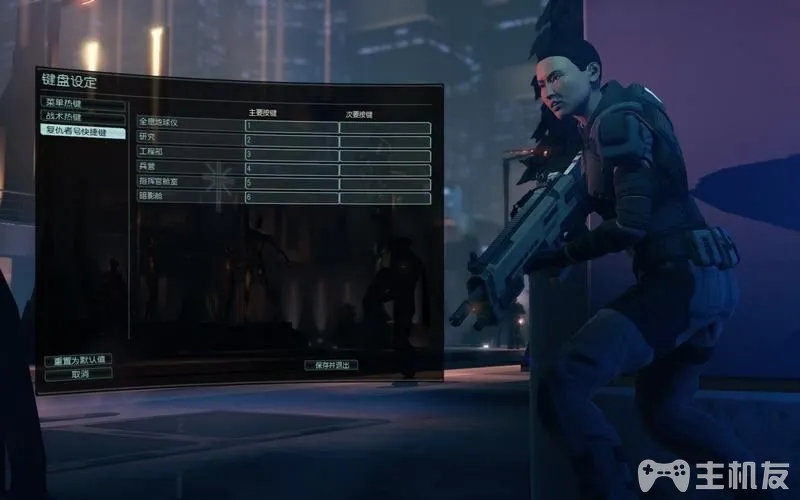 键盘设定
菜单热键
战术热键
复仇者号快捷键
主要按键 次要按键
全息地球仪 1
研究 2
工程部 3
兵营 4
指挥官舱室 5
暗影舱 6
重置为默认值
取消
保存并退出
主机友